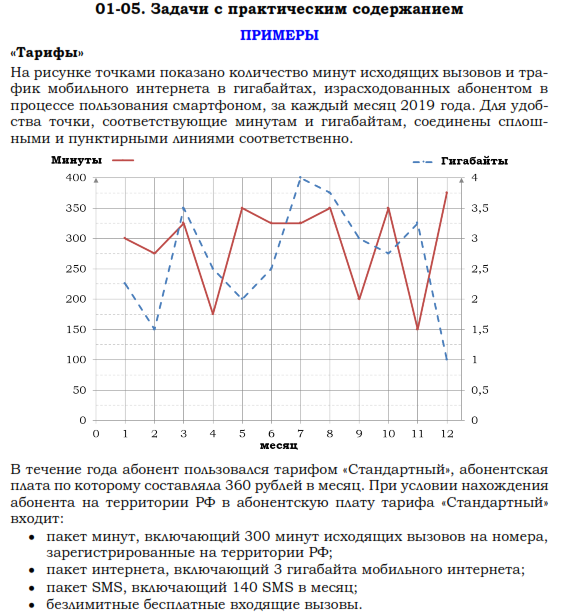 01-05. Задачи с практическим содержанием
ПРИМЕРЫ
«Тарифы»
На рисунке точками показано количество минут исходящих вызовов и тра-
фик мобильного интернета в гигабайтах, израсходованных абонентом в
процессе пользования смартфоном, за каждый месяц 2019 года. Для удоб-
ства точки, соответствующие минутам и гигабайтам, соединены сплош-
ными и пунктирными линиями соответственно.
Минуты Гигабайты
400 4
350 3,5
300 3
250 2,5
200 2
150 1,5
100 1
50 0,5
0 0
0 1 2 3 4 5 6 7 8 9 10 11 12
месяц
В течение года абонент пользовался тарифом «Стандартный», абонентская
плата по которому составляла 360 рублей в месяц. При условии нахождения
абонента на территории РФ в абонентскую плату тарифа «Стандартный»
входит:
• пакет минут, включающий 300 минут исходящих вызовов на номера,
зарегистрированные на территории РФ;
• пакет интернета, включающий 3 гигабайта мобильного интернета;
• пакет SMS, включающий 140 SMS в месяц;
• безлимитные бесплатные входящие вызовы.